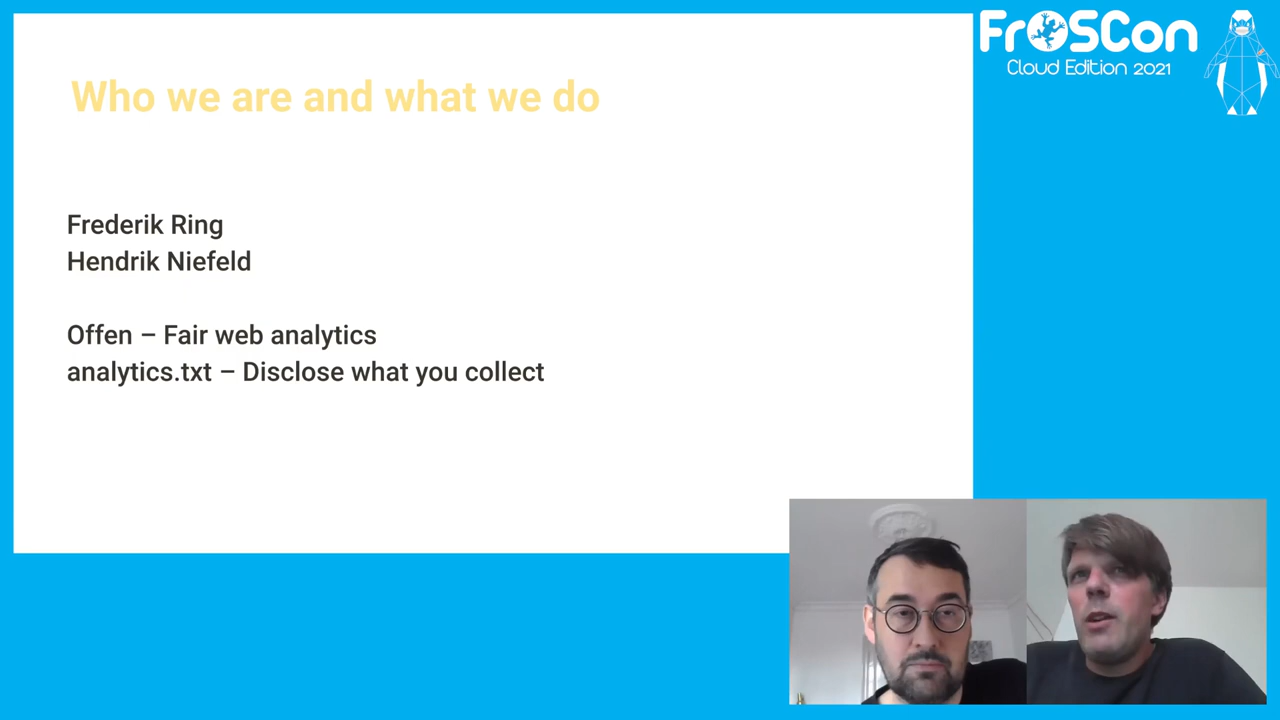 Who we are and what we do
Frederik Ring
Hendrik Niefeld
Offen – Fair web analytics
analytics.txt – Disclose what you collect
FrOSCon
Cloud Edition 2021